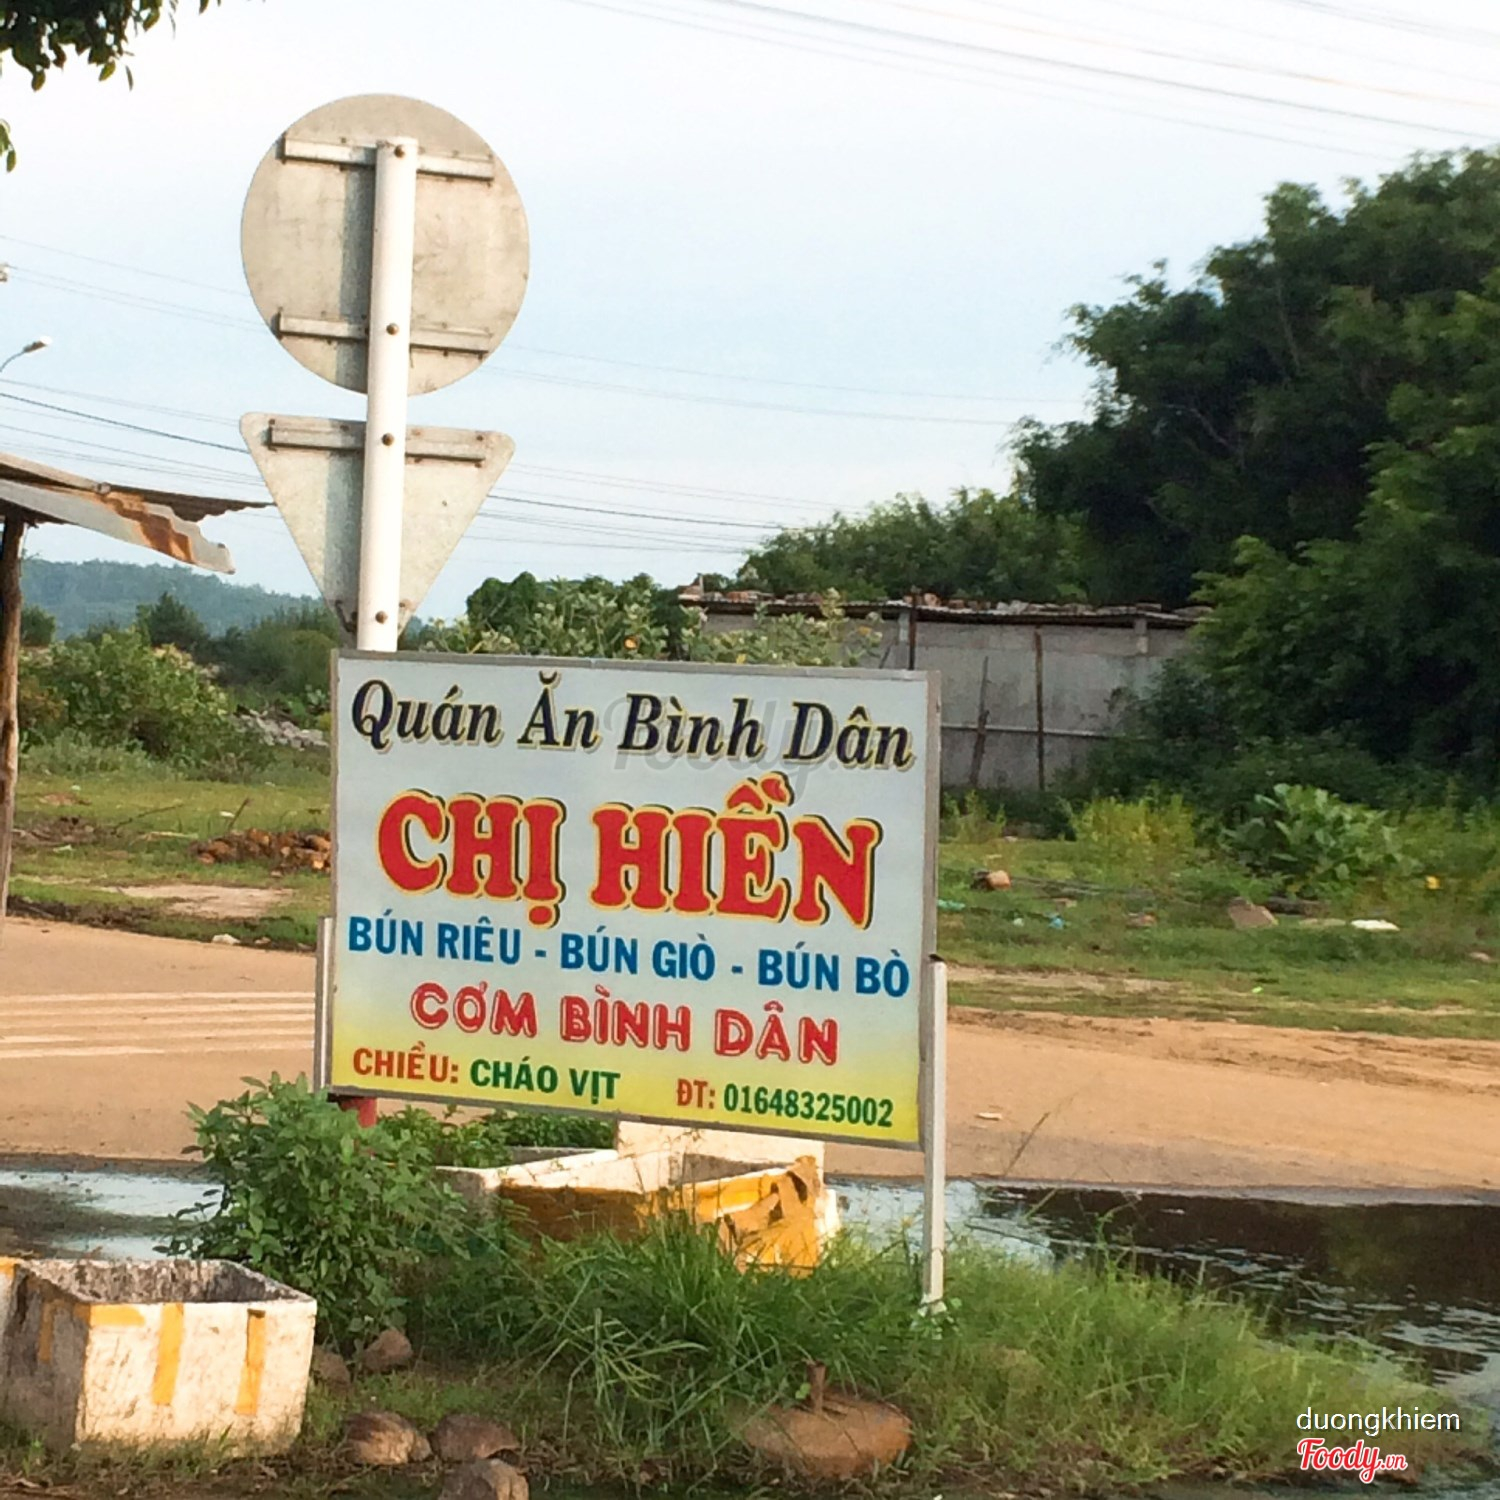 Quán Ăn Bình Dân
CHỊ HIỀN
BÚN RIÊU - BÚN GIÒ - BÚN BÒ
CƠM BÌNH DÂN
CHIỀU: CHÁO VỊT ĐT: 01648325002
duongkhiem
Foody.vn